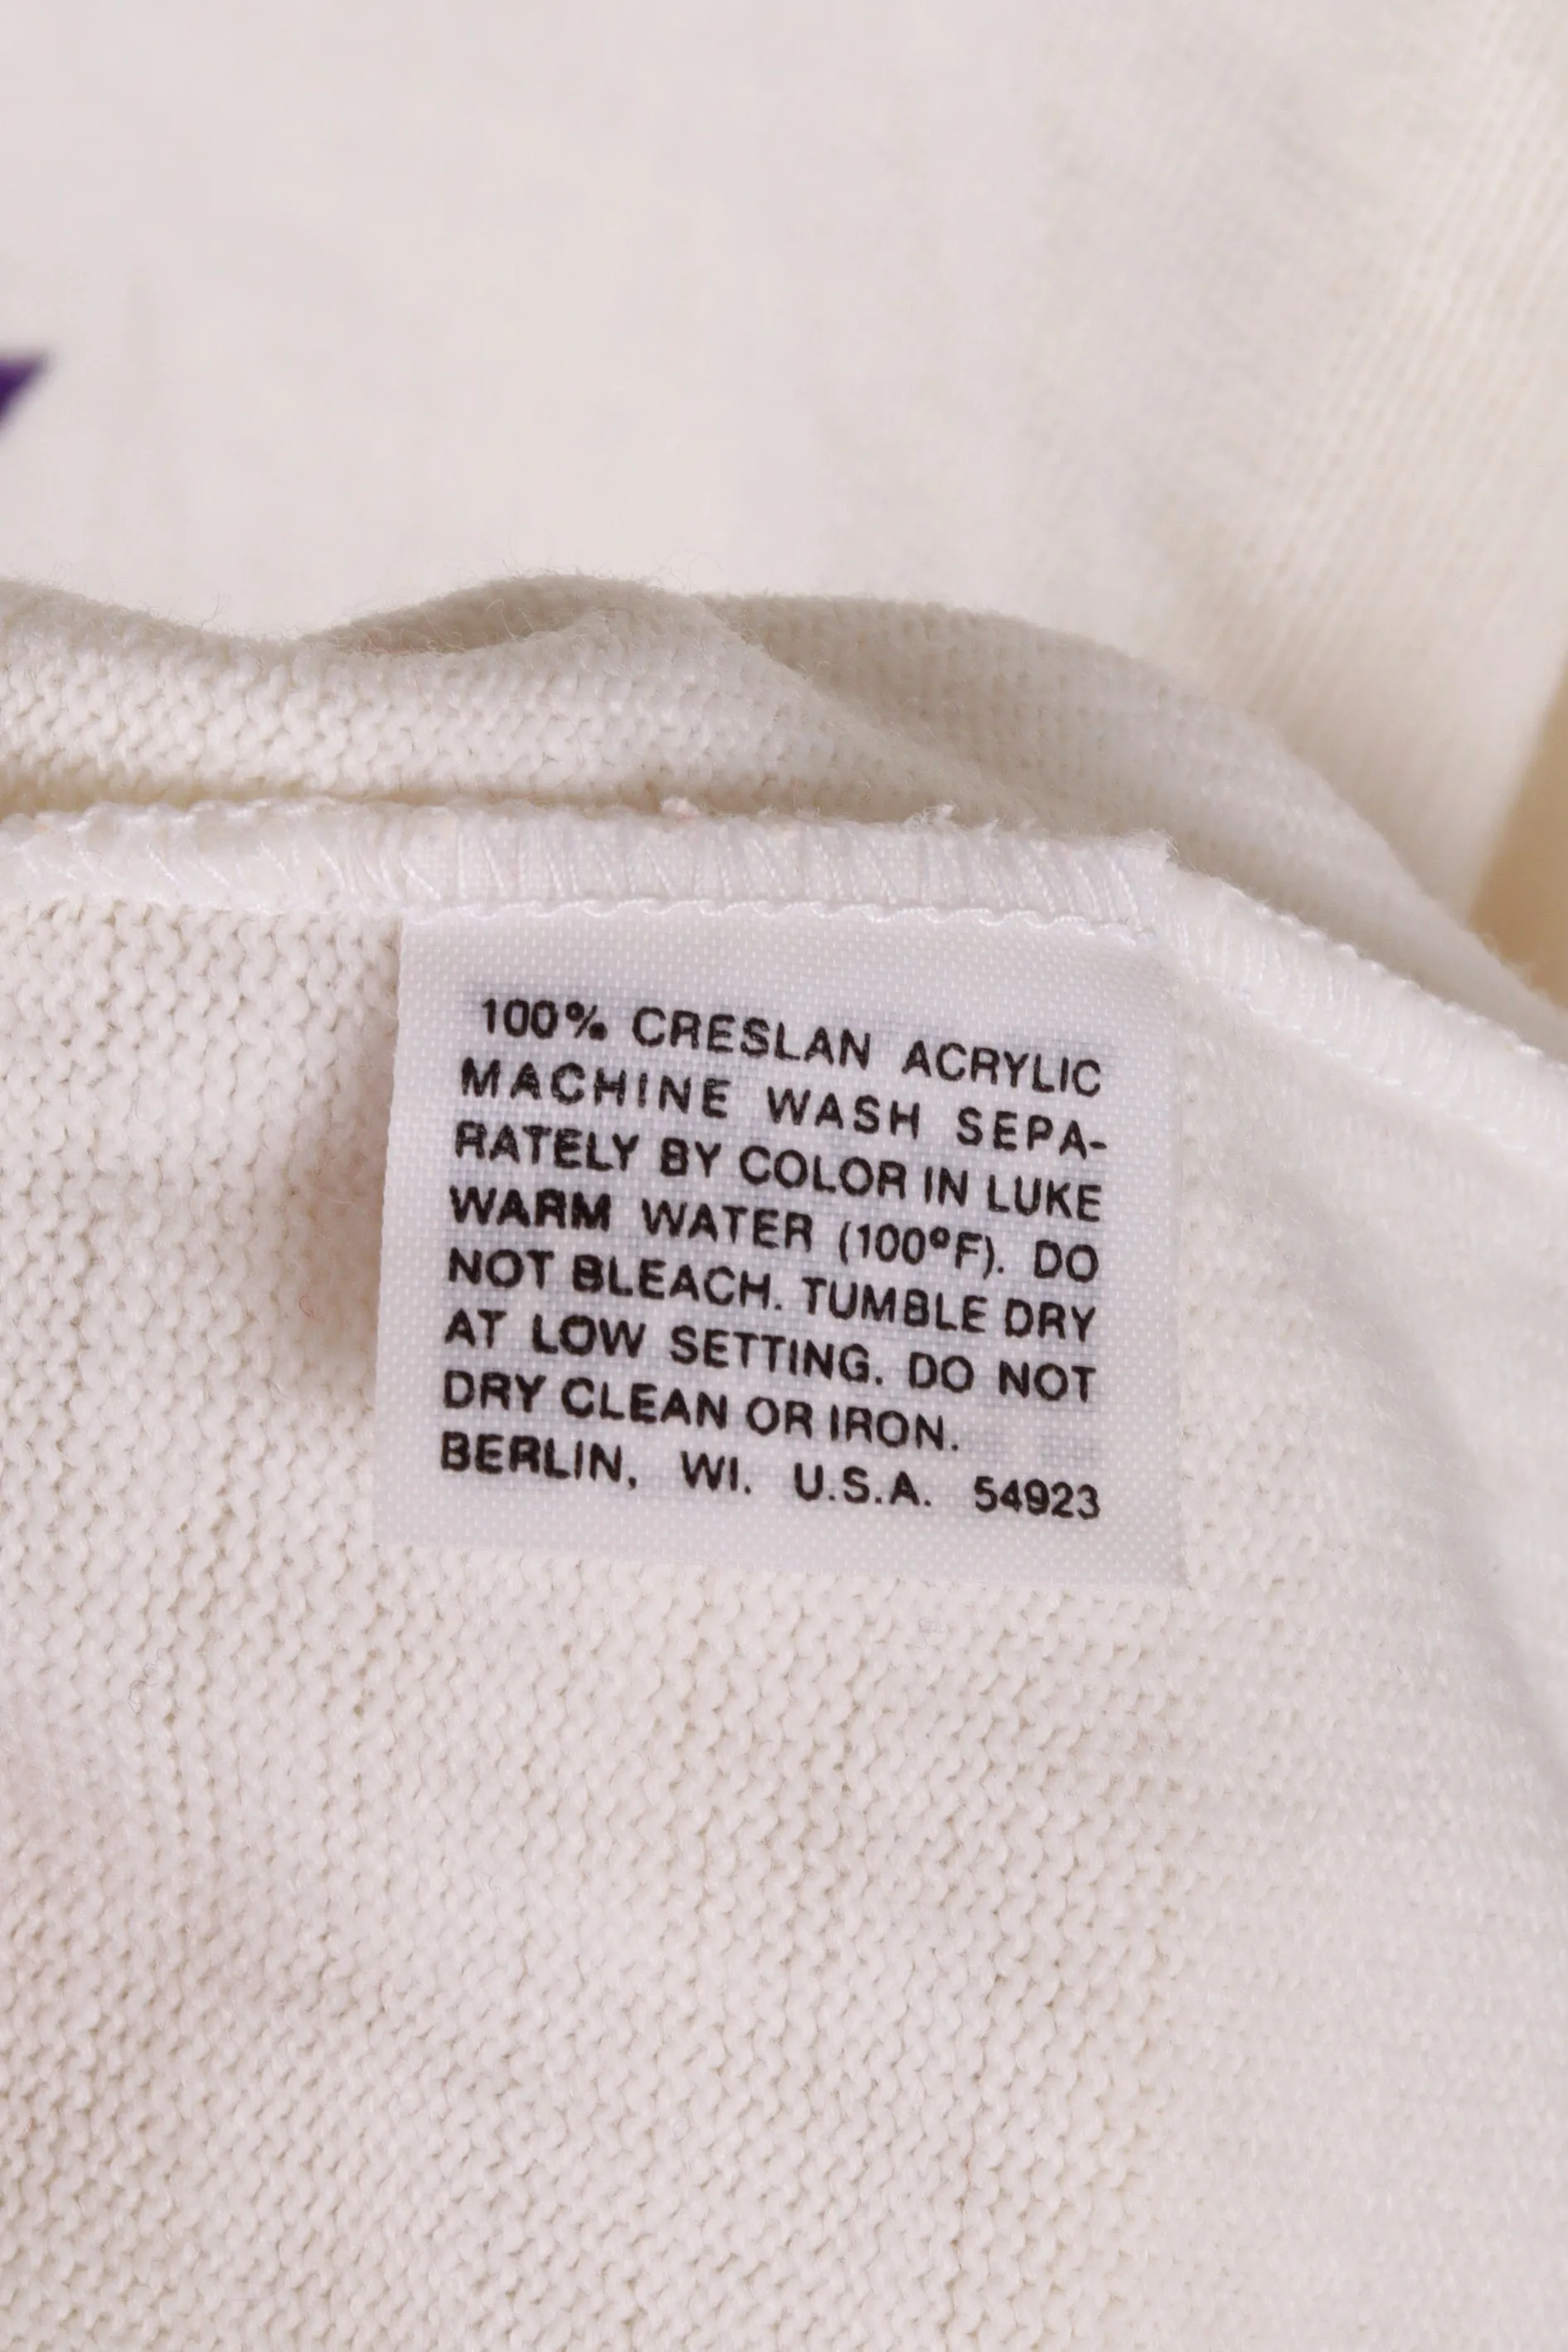 100% CRESLAN ACRYLIC
MACHINE WASH SEPA-
RATELY BY COLOR IN LUKE
WARM WATER (100°F). DO
NOT BLEACH. TUMBLE DRY
AT LOW SETTING. DO NOT
DRY CLEAN OR IRON.
BERLIN, WI. U.S.A. 54923